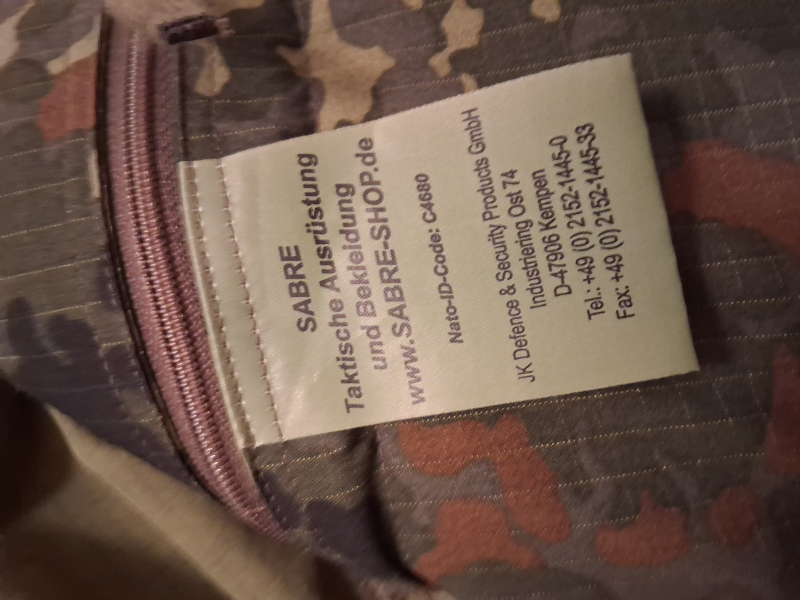 SABRE
Taktische Ausrüstung
und Bekleidung
www.SABRE-SHOP.de
Nato-ID-Code: C4680
JK Defence & Security Products GmbH
Industriering Ost 74
D-47906 Kempen
Tel.: +49 (0) 2152-1445-0
Fax: +49 (0) 2152-1445-33